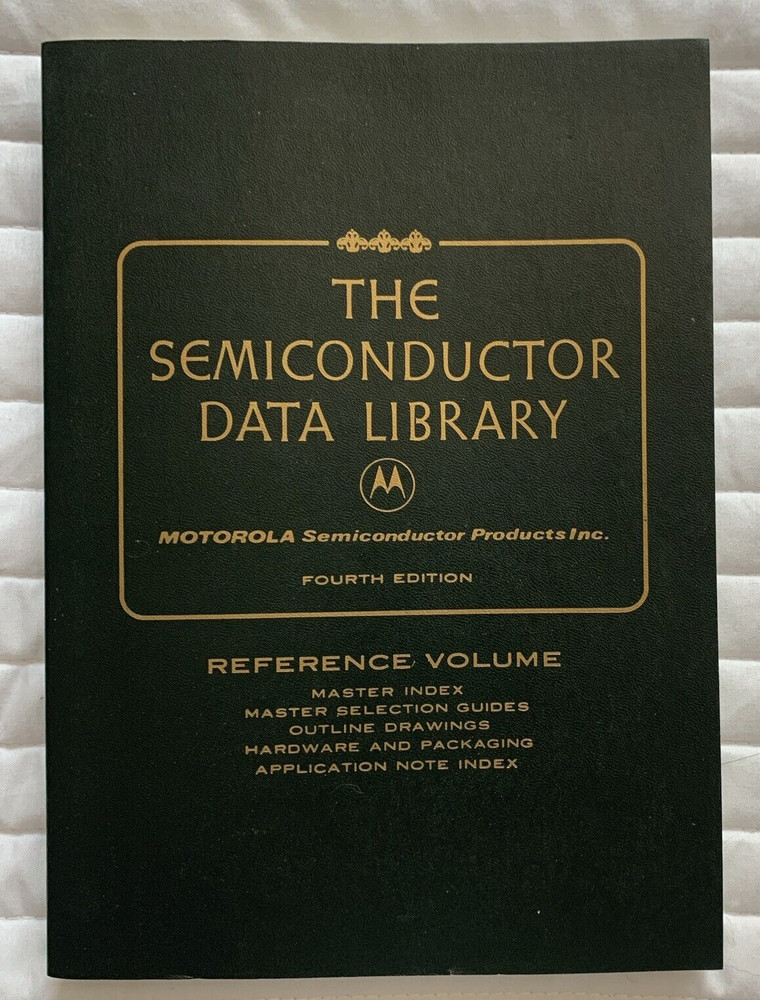 THE
SEMICONDUCTOR
DATA LIBRARY
MOTOROLA Semiconductor Products Inc.
FOURTH EDITION
REFERENCE VOLUME
MASTER INDEX
MASTER SELECTION GUIDES
OUTLINE DRAWINGS
HARDWARE AND PACKAGING
APPLICATION NOTE INDEX